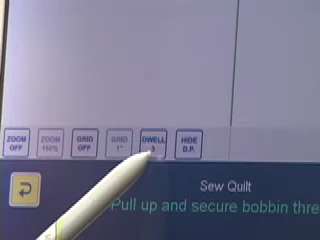 ZOOM OFF
ZOOM 100%
GRID OFF
GRID 1"
DWELL
HIDE D.P.
Sew Quilt
Pull up and secure bobbin thre